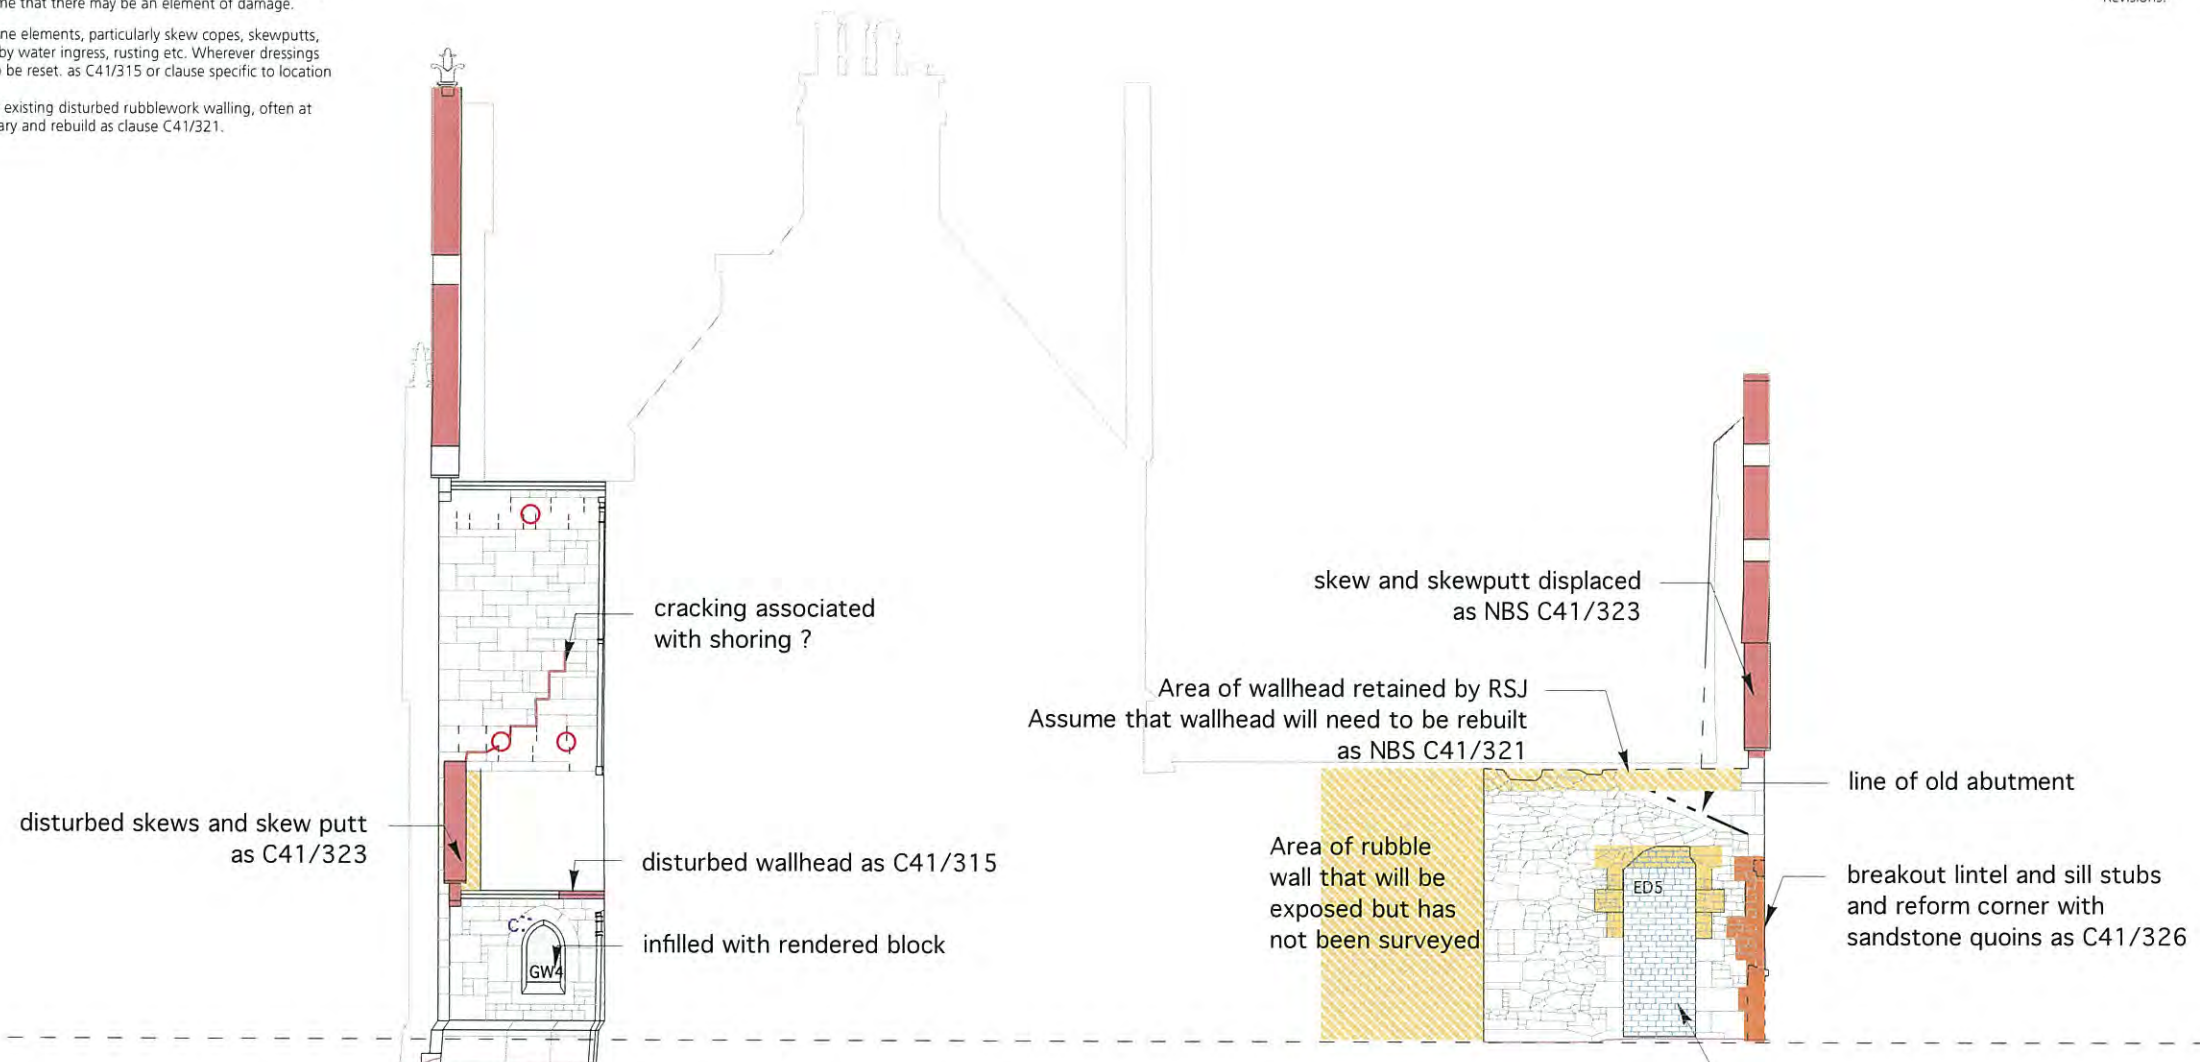 ne that there may be an element of damage.
ne elements, particularly skew copes, skewputts,
by water ingress, rusting etc. Wherever dressings
be reset. as C41/315 or clause specific to location
existing disturbed rubblework walling, often at
ary and rebuild as clause C41/321.
cracking associated
with shoring ?
disturbed skews and skew putt
as C41/323
disturbed wallhead as C41/315
C
infilled with rendered block
GW4
skew and skewputt displaced
as NBS C41/323
Area of wallhead retained by RSJ
Assume that wallhead will need to be rebuilt
as NBS C41/321
line of old abutment
Area of rubble
wall that will be
exposed but has
not been surveyed
ED5
breakout lintel and sill stubs
and reform corner with
sandstone quoins as C41/326